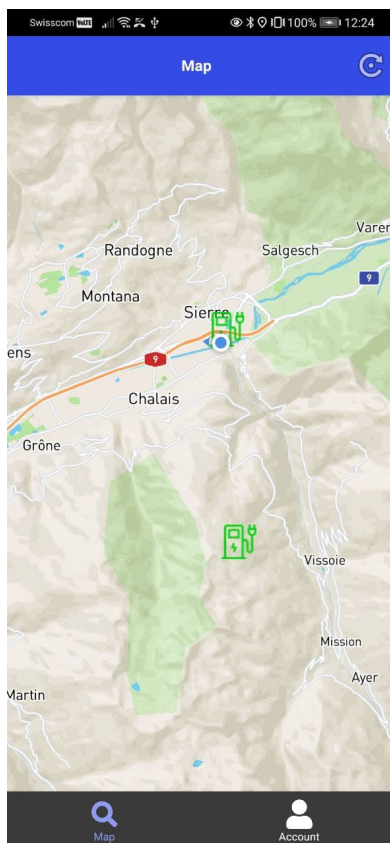 Swisscom VoLTE 100% 12:24
Map
Varen
Randogne
Salgesch
9
Montana
Sierre
ens
9
Chalais
Grône
Vissoie
Mission
Ayer
Martin
Map
Account